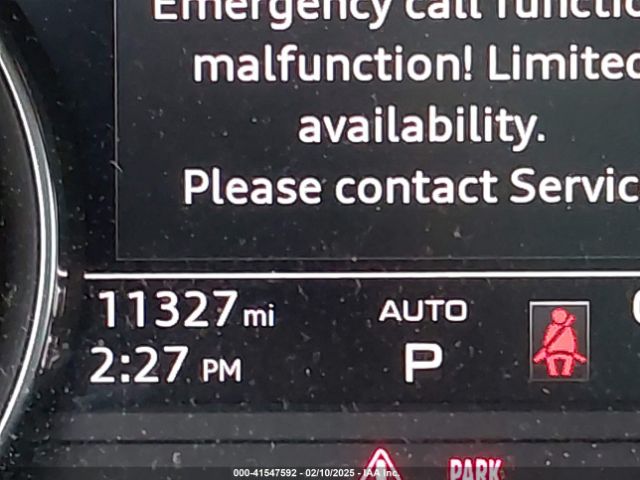 Emergency call functio
malfunction! Limited
availability.
Please contact Servic
11327 mi
AUTO
2:27 PM
P
PARK
000-41547592 - 02/10/2025 - IAA Inc.